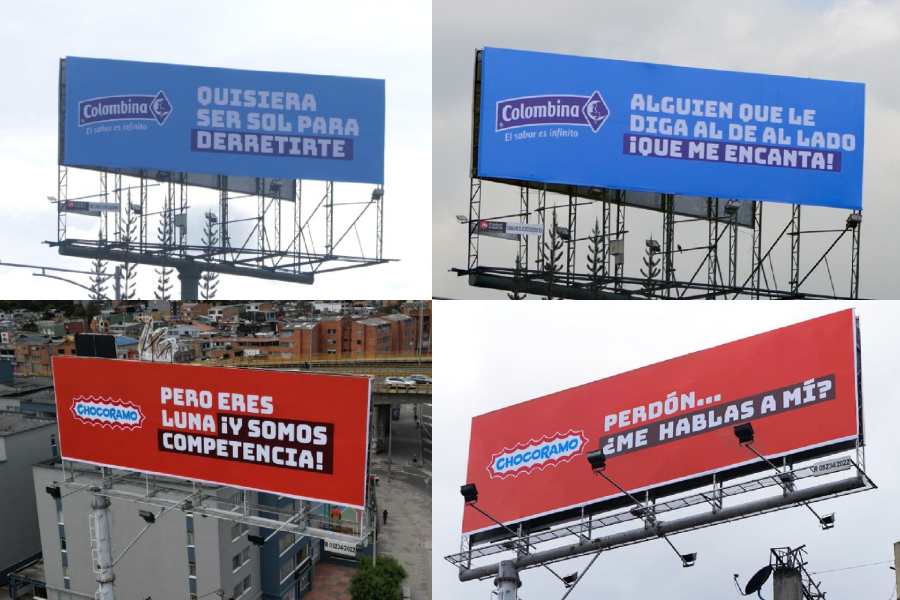 Colombina
El sabor es infinito
QUISIERA
SER SOL PARA
DERRETIRTE
Colombina
El sabor es infinito
ALGUIEN QUE LE
DIGA AL DE AL LADO
¡QUE ME ENCANTA!
CHOCORAMO
PERO ERES
LUNA ¡Y SOMOS
COMPETENCIA!
CHOCORAMO
PERDÓN...
¿ME HABLAS A MÍ?